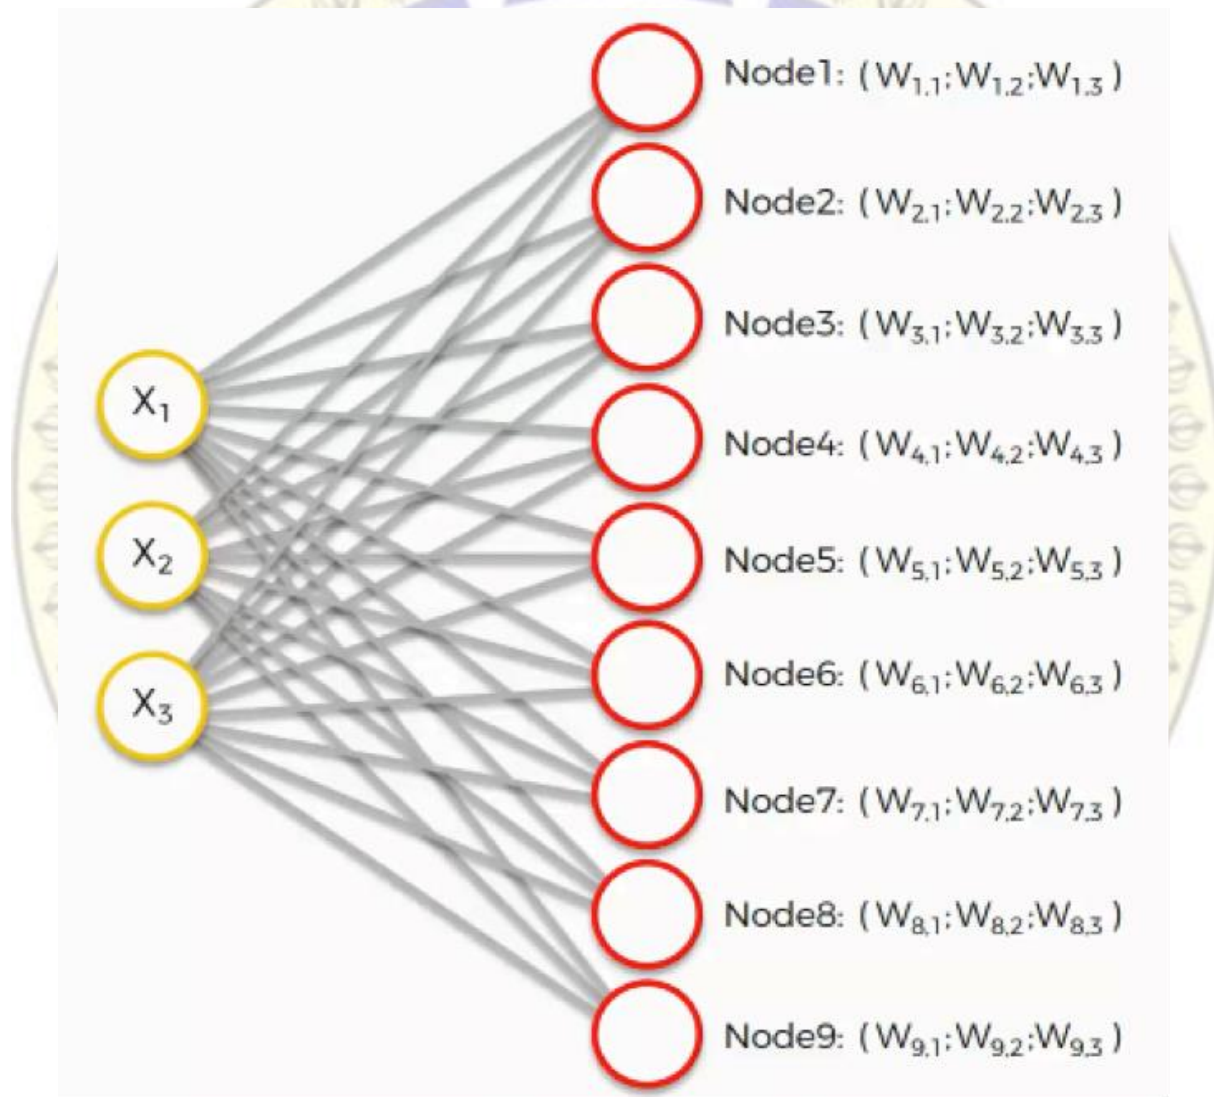 Node1: (W₁,₁;W₁,₂;W₁,₃)
Node2: (W₂,₁;W₂,₂;W₂,₃)
Node3: (W₃,₁;W₃,₂;W₃,₃)
X₁
Node4: (W₄,₁;W₄,₂;W₄,₃)
X₂
Node5: (W₅,₁;W₅,₂;W₅,₃)
Node6: (W₆,₁;W₆,₂;W₆,₃)
X₃
Node7: (W₇,₁;W₇,₂;W₇,₃)
Node8: (W₈,₁;W₈,₂;W₈,₃)
Node9: (W₉,₁;W₉,₂;W₉,₃)